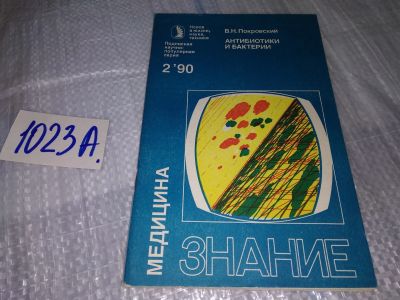 Новое
в жизни,
науке,
технике
Подписная
научно-
популярная
серия
2'90
В.Н. Покровский
АНТИБИОТИКИ
И БАКТЕРИИ
МЕДИЦИНА
ЗНАНИЕ
1023А.